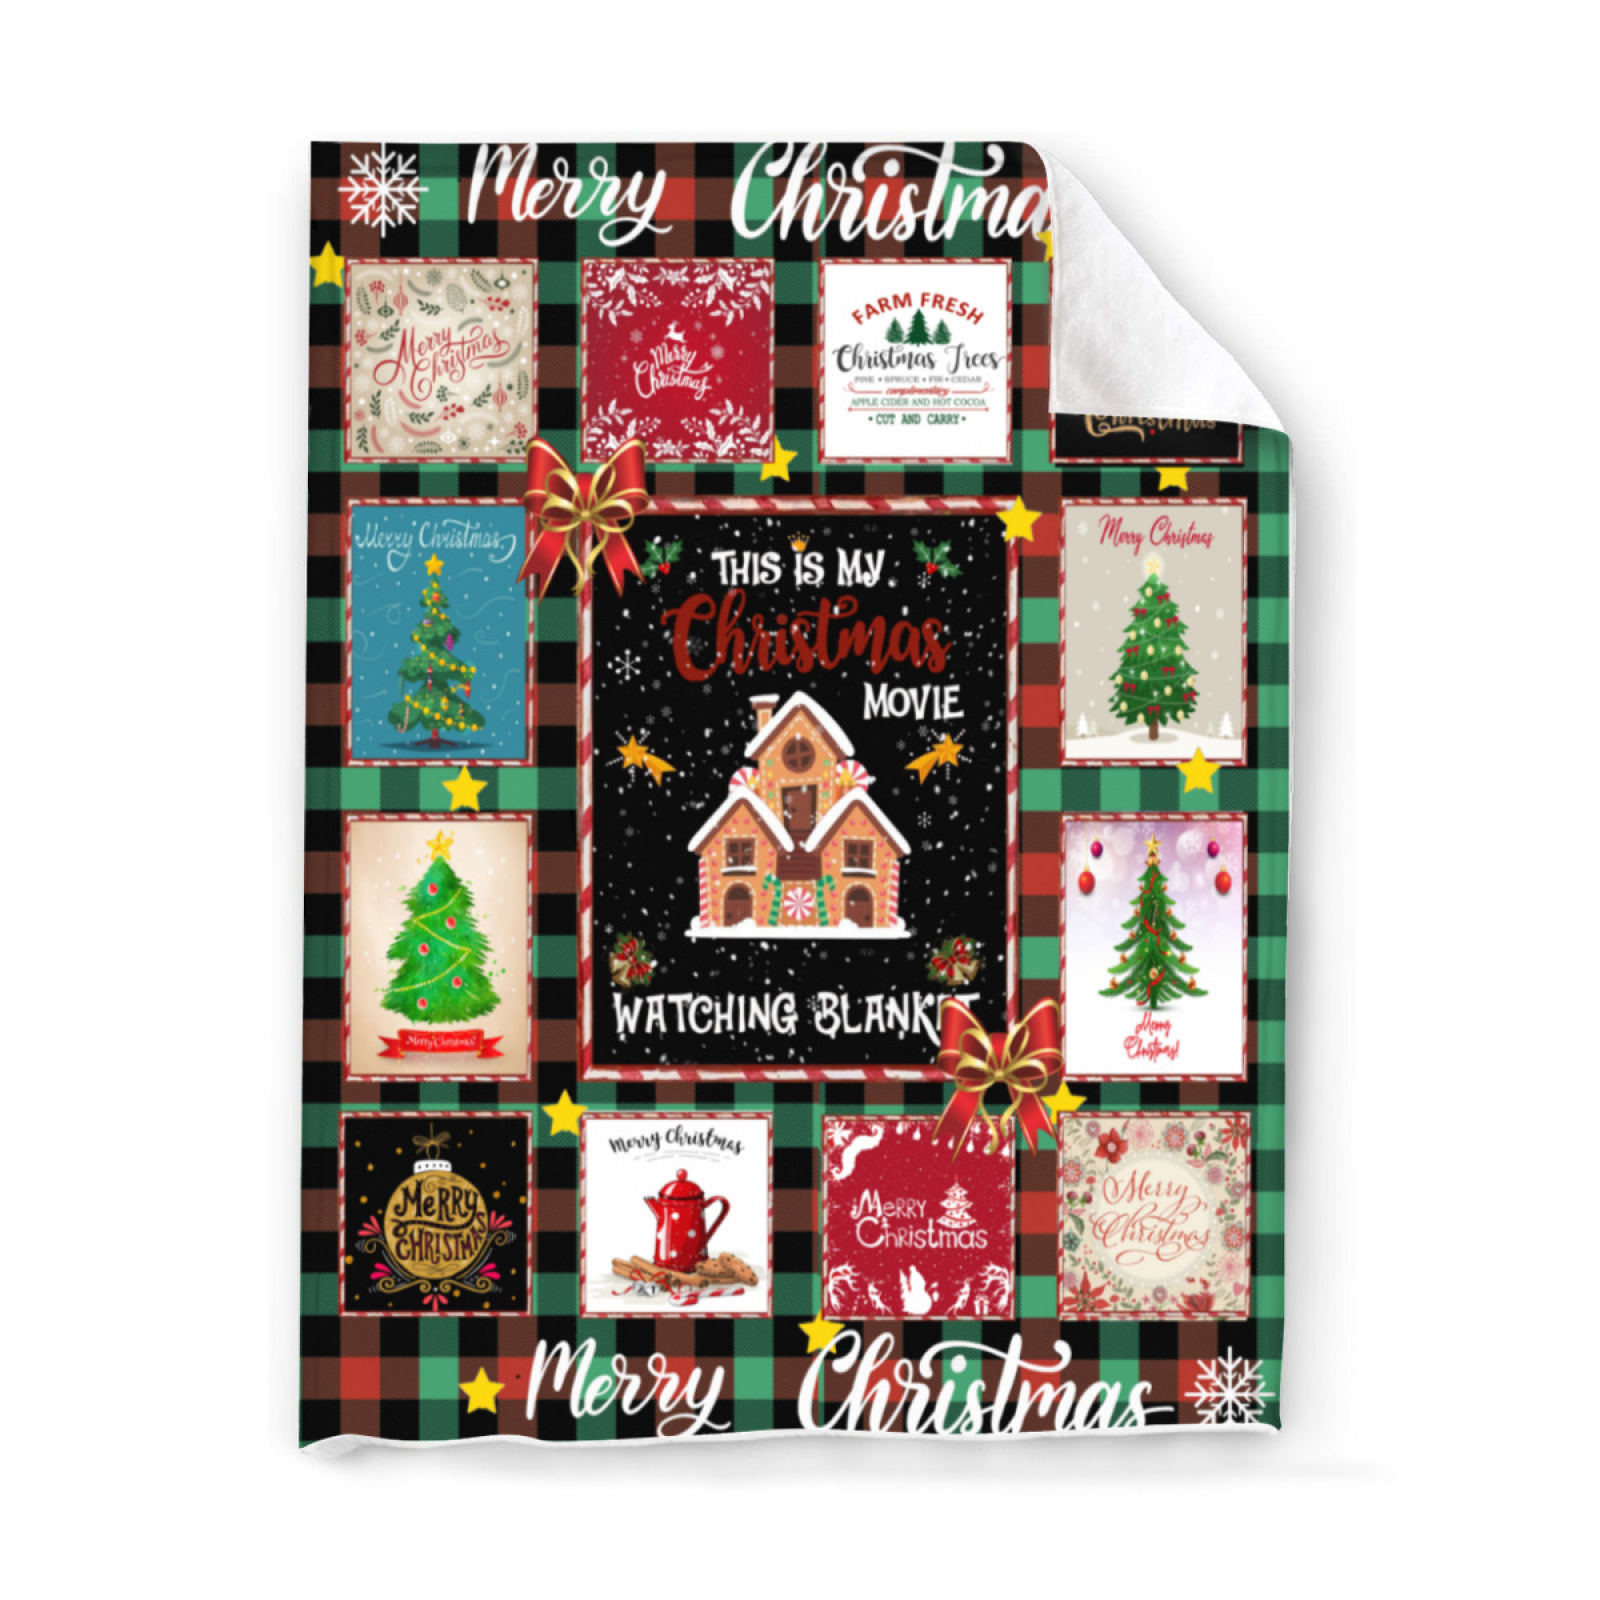 Merry Christma
Merry
Christmas
Merry
Christmas
FARM FRESH
Christmas Trees
PINE • SPRUCE • FIR • CEDAR
complimentary
APPLE CIDER AND HOT COCOA
• CUT AND CARRY •
Christmas
Merry Christmas
THIS IS MY
Christmas
MOVIE
WATCHING BLANKET
Merry Christmas
Merry Christmas!
Merry
Christmas!
MERRY
CHRISTMAS
Merry Christmas
MERRY
Christmas
Merry
Christmas
Merry Christmas